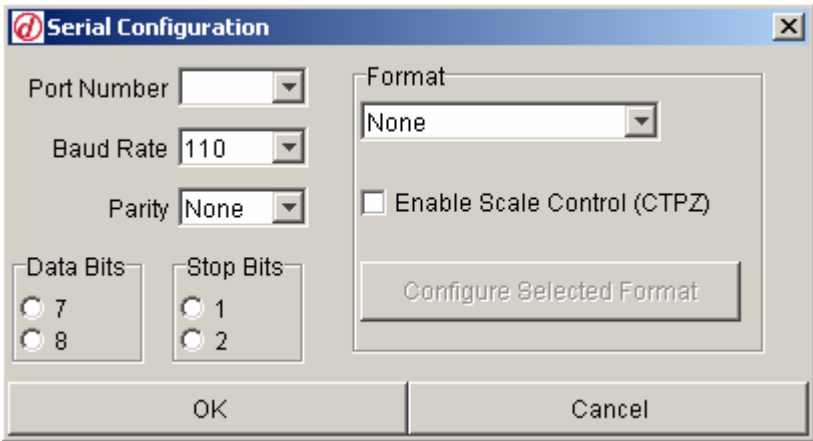 Serial Configuration
Port Number
Baud Rate 110
Parity None
Data Bits
7
8
Stop Bits
1
2
Format
None
Enable Scale Control (CTPZ)
Configure Selected Format
OK
Cancel